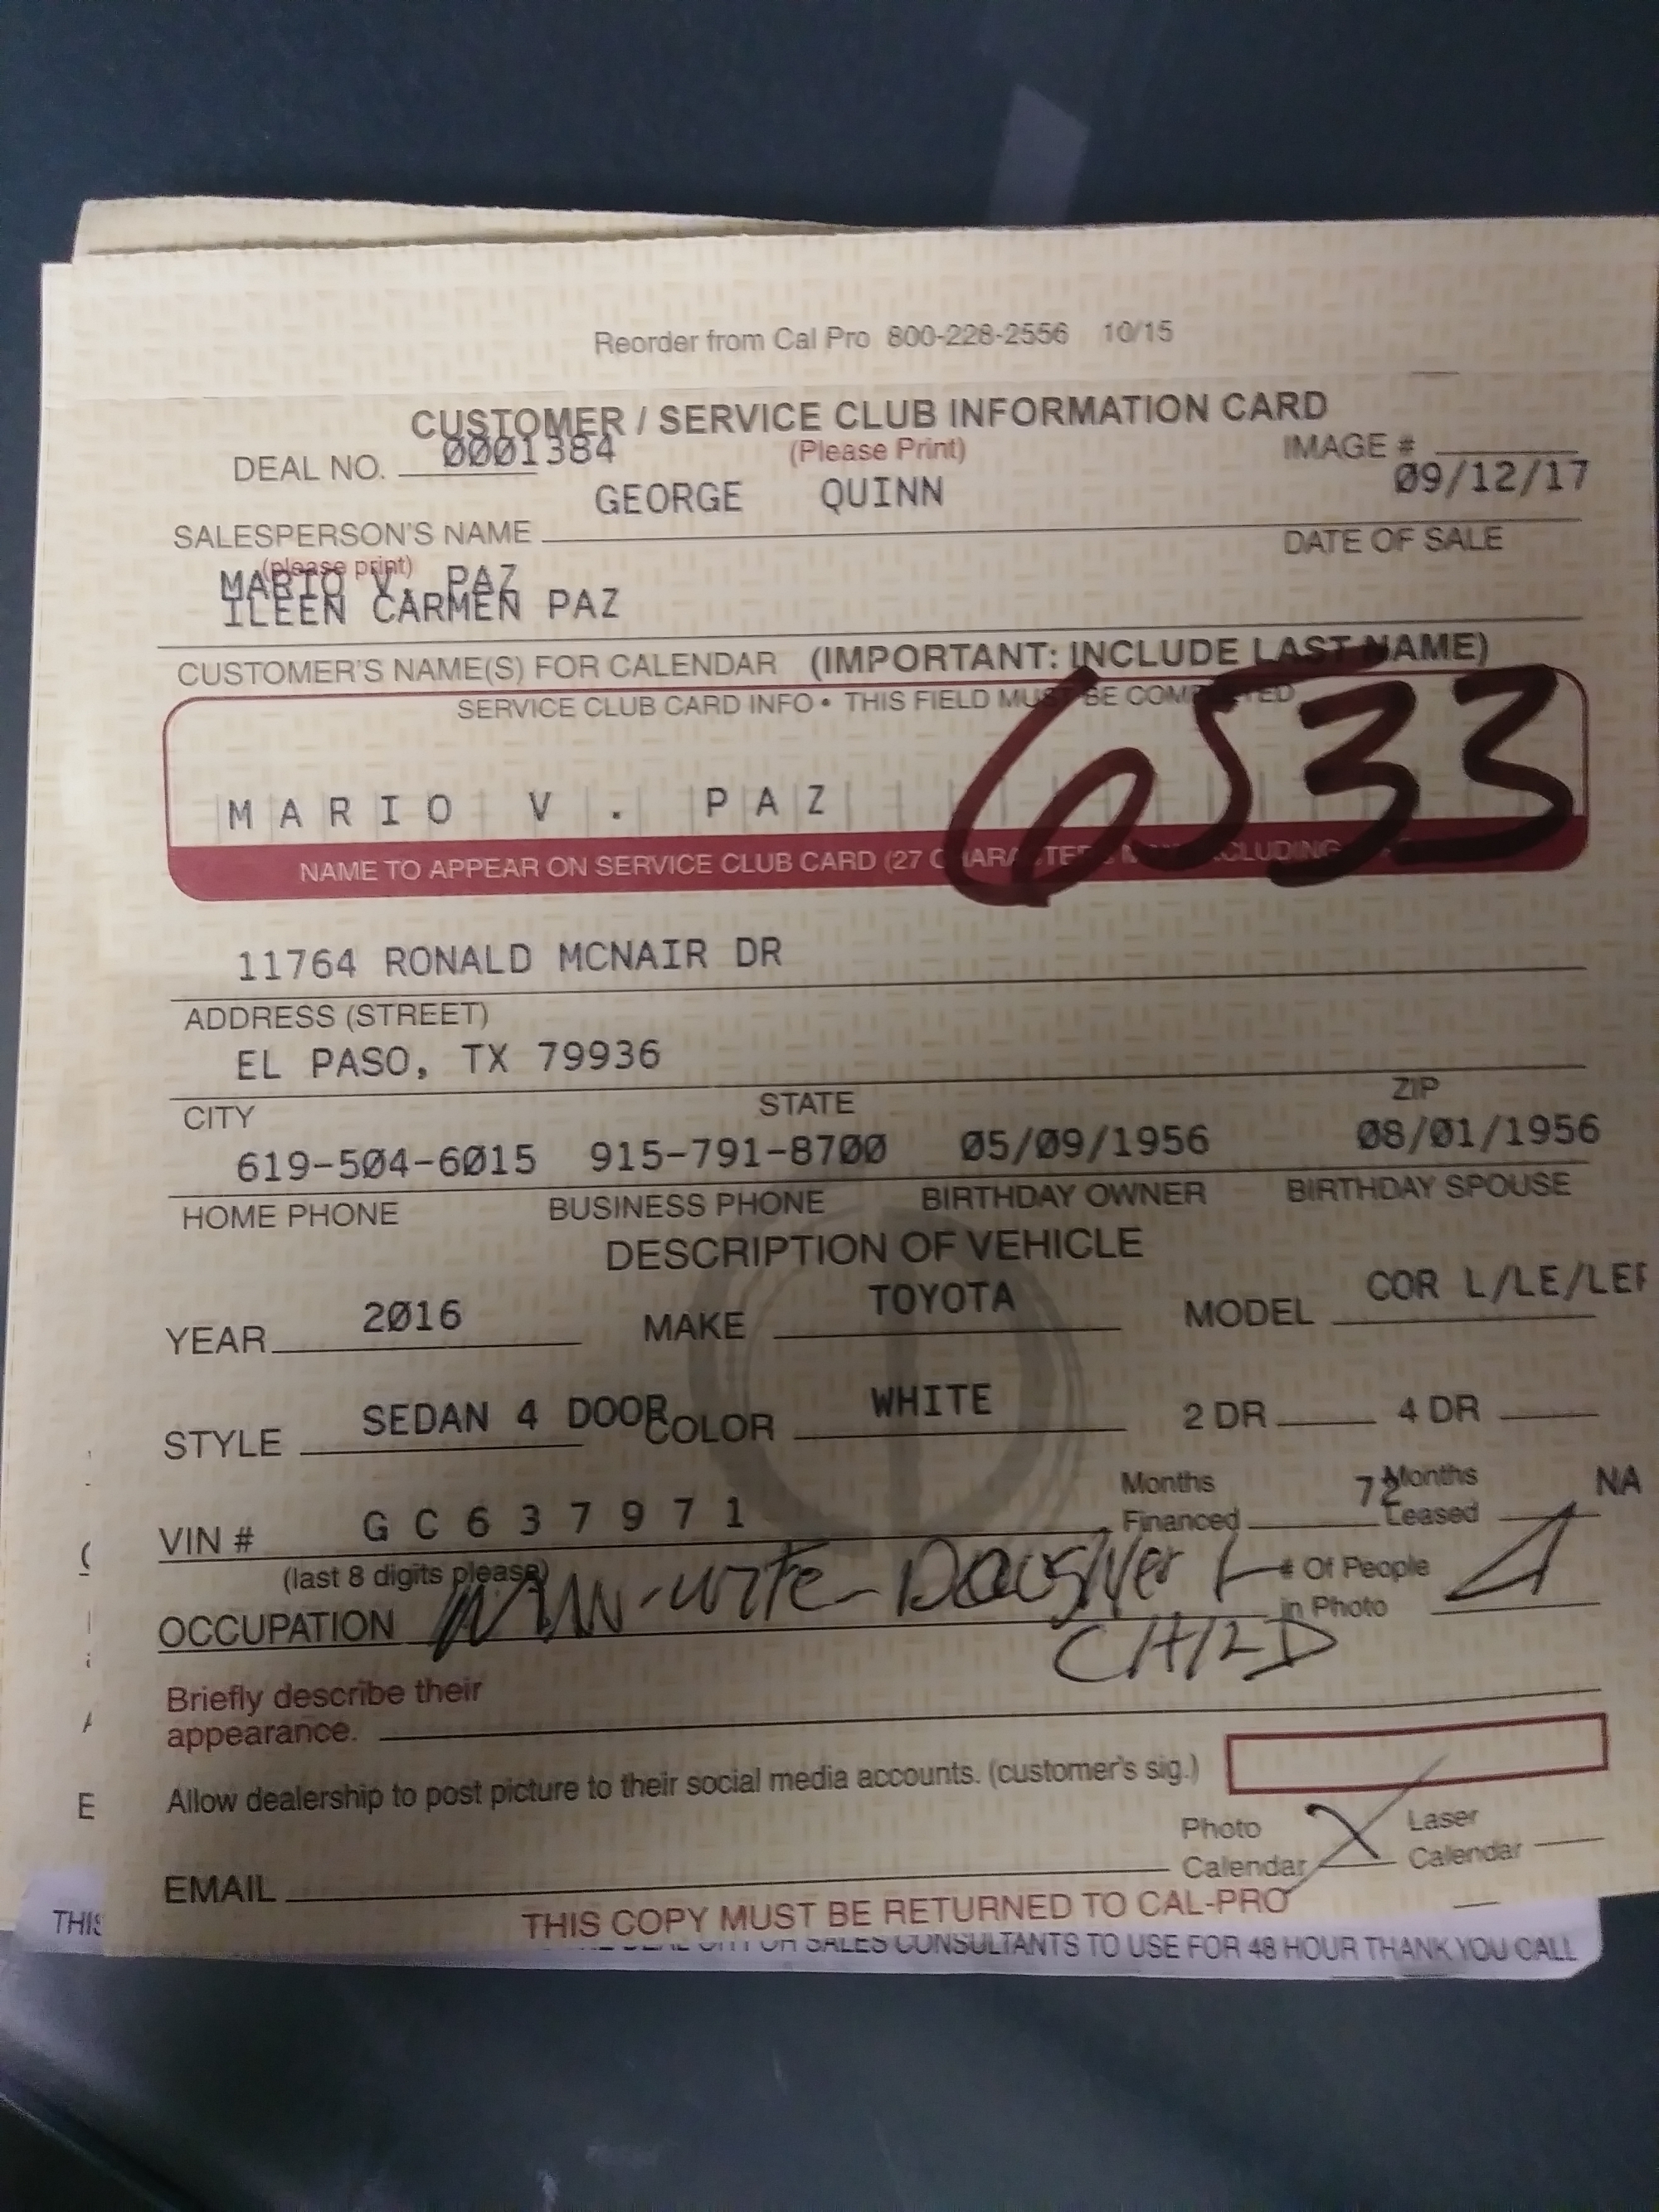 Reorder from Cal Pro 800-228-2556 10/15
CUSTOMER / SERVICE CLUB INFORMATION CARD
DEAL NO. 0001384 (Please Print) IMAGE #
09/12/17
GEORGE QUINN
SALESPERSON'S NAME DATE OF SALE
(please print)
MARIO V. PAZ
ILEEN CARMEN PAZ
CUSTOMER'S NAME(S) FOR CALENDAR (IMPORTANT: INCLUDE LAST NAME)
SERVICE CLUB CARD INFO • THIS FIELD MUST BE COMPLETED
6533
MARIO V. PAZ
NAME TO APPEAR ON SERVICE CLUB CARD (27 CHARACTERS
11764 RONALD MCNAIR DR
ADDRESS (STREET)
EL PASO, TX 79936
CITY STATE ZIP
619-504-6015 915-791-8700 05/09/1956 08/01/1956
HOME PHONE BUSINESS PHONE BIRTHDAY OWNER BIRTHDAY SPOUSE
DESCRIPTION OF VEHICLE
YEAR 2016 MAKE TOYOTA MODEL COR L/LE/LEF
STYLE SEDAN 4 DOOR COLOR WHITE 2 DR 4 DR
VIN # GC637971 Months Financed 72 Months Leased NA
(last 8 digits please)
OCCUPATION -wife-Daughter # Of People in Photo 4
CHILD
Briefly describe their
appearance.
Allow dealership to post picture to their social media accounts. (customer's sig.)
EMAIL Photo Calendar X Laser Calendar
THIS COPY MUST BE RETURNED TO CAL-PRO
SALES CONSULTANTS TO USE FOR 48 HOUR THANK YOU CALL